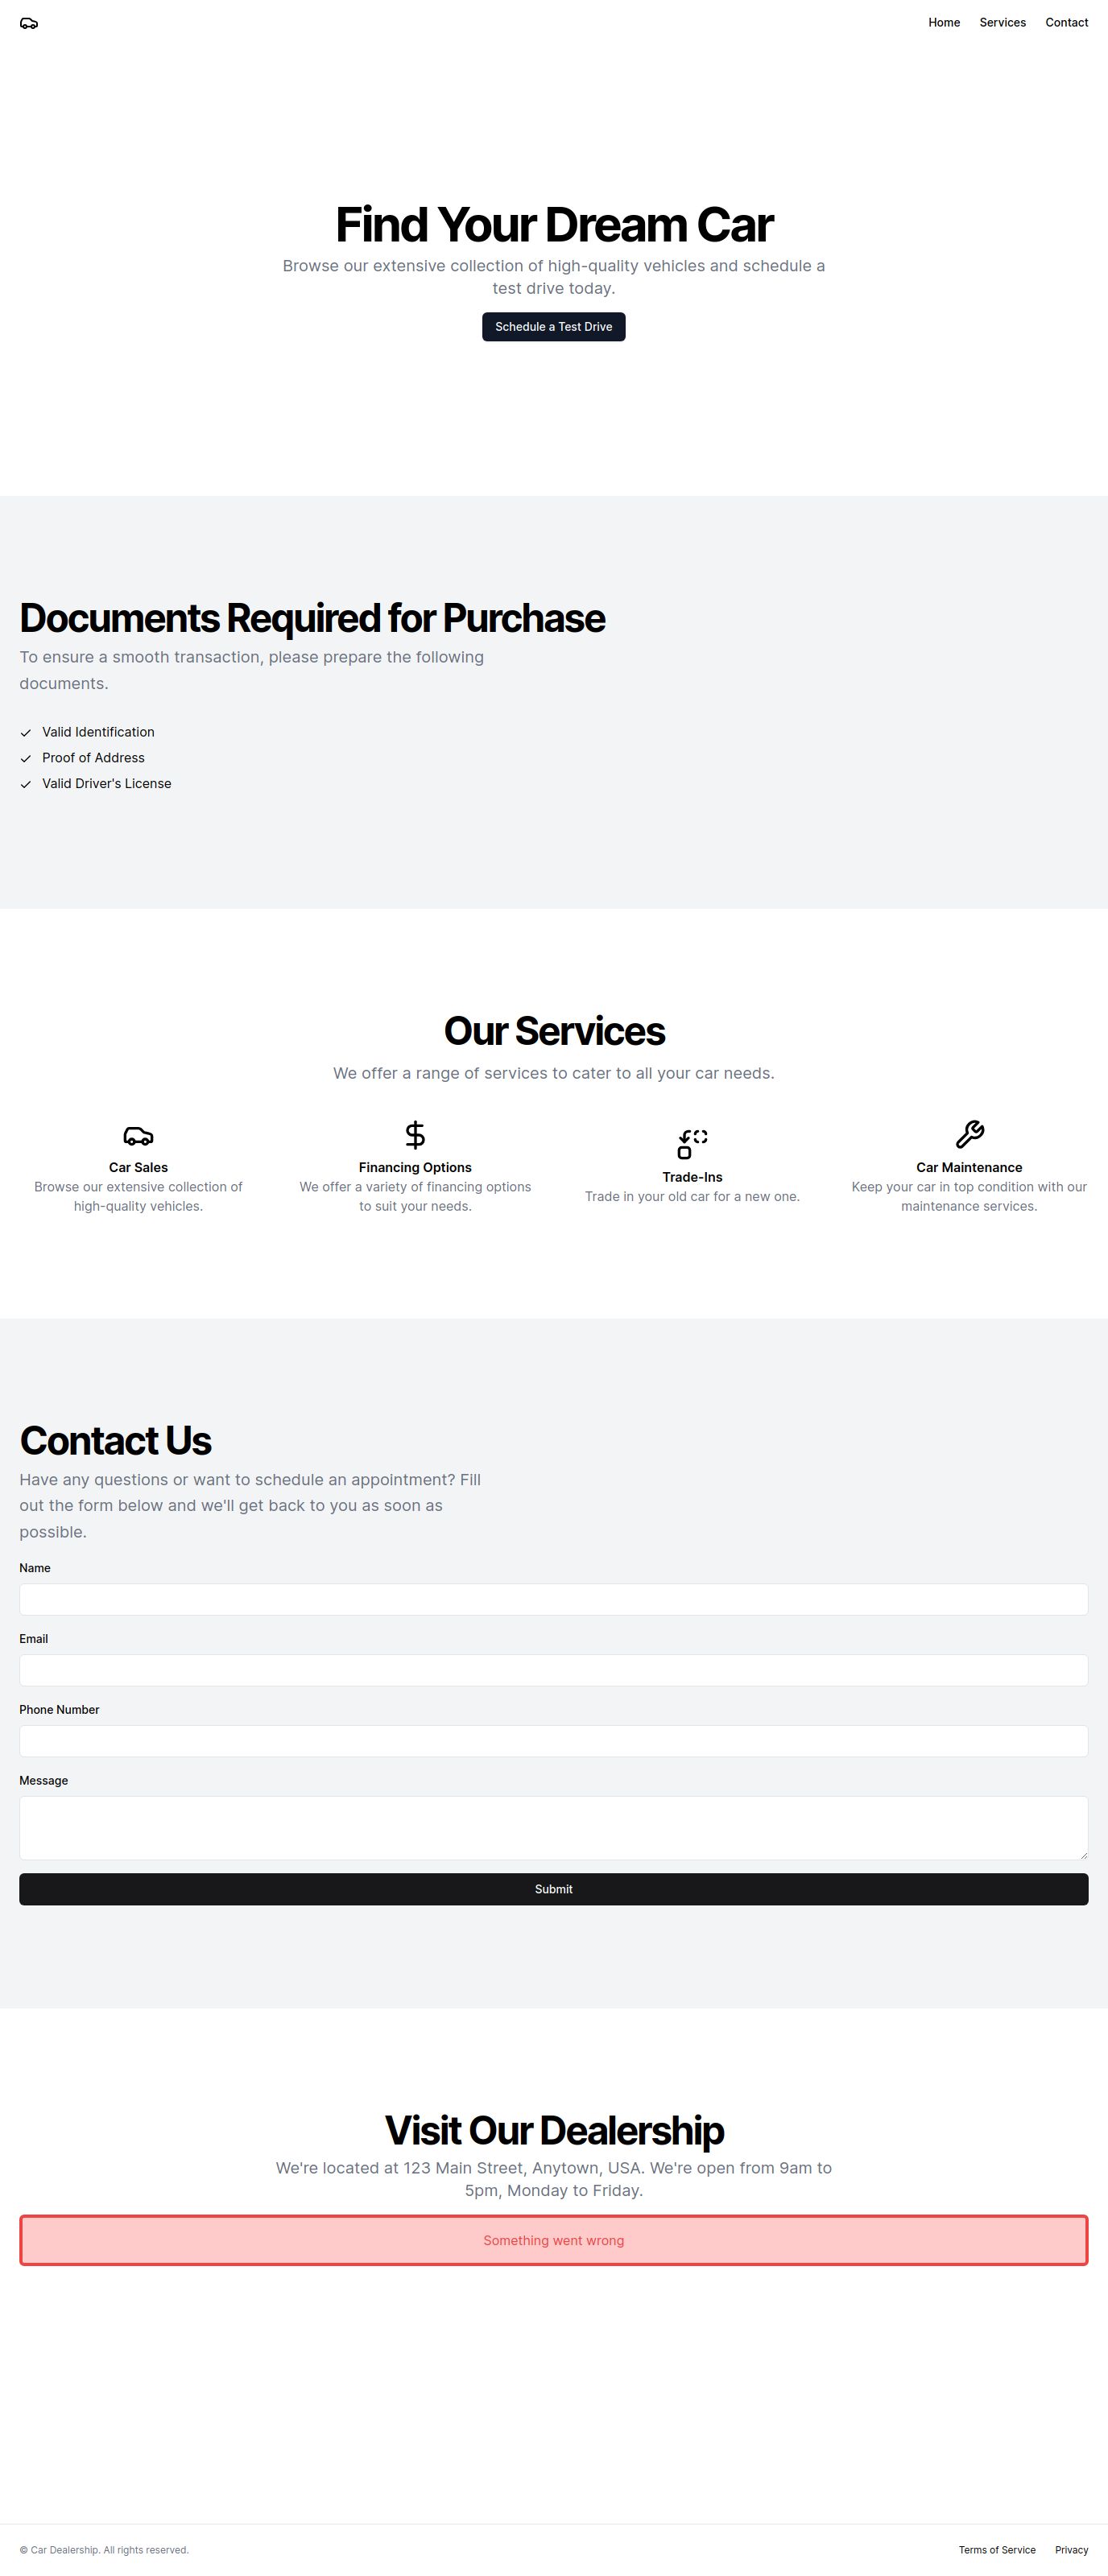 Home Services Contact
Find Your Dream Car
Browse our extensive collection of high-quality vehicles and schedule a
test drive today.
Schedule a Test Drive
Documents Required for Purchase
To ensure a smooth transaction, please prepare the following
documents.
Valid Identification
Proof of Address
Valid Driver's License
Our Services
We offer a range of services to cater to all your car needs.
Car Sales
Browse our extensive collection of
high-quality vehicles.
Financing Options
We offer a variety of financing options
to suit your needs.
Trade-Ins
Trade in your old car for a new one.
Car Maintenance
Keep your car in top condition with our
maintenance services.
Contact Us
Have any questions or want to schedule an appointment? Fill
out the form below and we'll get back to you as soon as
possible.
Name
Email
Phone Number
Message
Submit
Visit Our Dealership
We're located at 123 Main Street, Anytown, USA. We're open from 9am to
5pm, Monday to Friday.
Something went wrong
© Car Dealership. All rights reserved.
Terms of Service Privacy